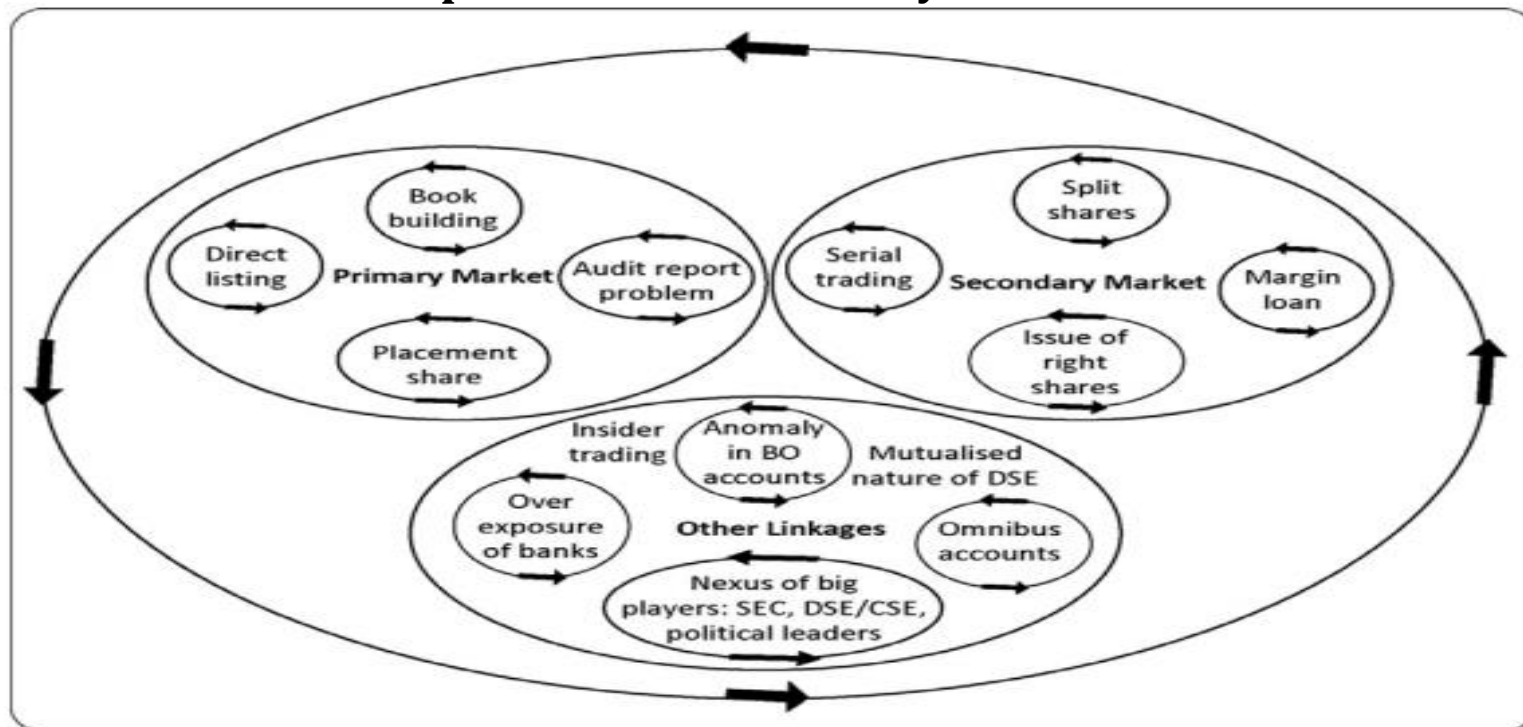 Book
building
Direct
listing
Primary Market
Audit report
problem
Placement
share
Split
shares
Serial
trading
Secondary Market
Margin
loan
Issue of
right
shares
Insider
trading
Anomaly
in BO
accounts
Mutualised
nature of DSE
Over
exposure
of banks
Other Linkages
Omnibus
accounts
Nexus of big
players: SEC, DSE/CSE,
political leaders